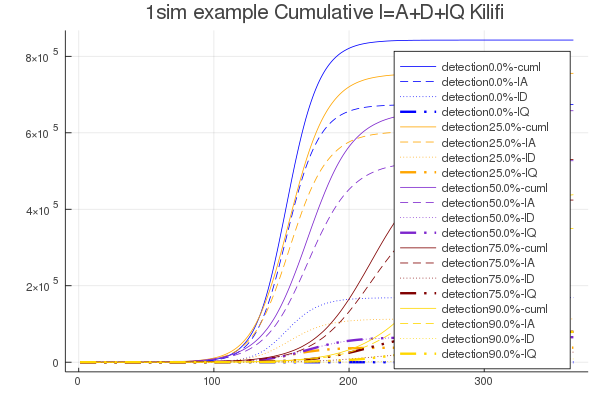 1sim example Cumulative I=A+D+IQ Kilifi
8×10 5
6×10 5
4×10 5
2×10 5
0
0
100
200
300
detection0.0%-cuml
detection0.0%-IA
detection0.0%-ID
detection0.0%-IQ
detection25.0%-cuml
detection25.0%-IA
detection25.0%-ID
detection25.0%-IQ
detection50.0%-cuml
detection50.0%-IA
detection50.0%-ID
detection50.0%-IQ
detection75.0%-cuml
detection75.0%-IA
detection75.0%-ID
detection75.0%-IQ
detection90.0%-cuml
detection90.0%-IA
detection90.0%-ID
detection90.0%-IQ